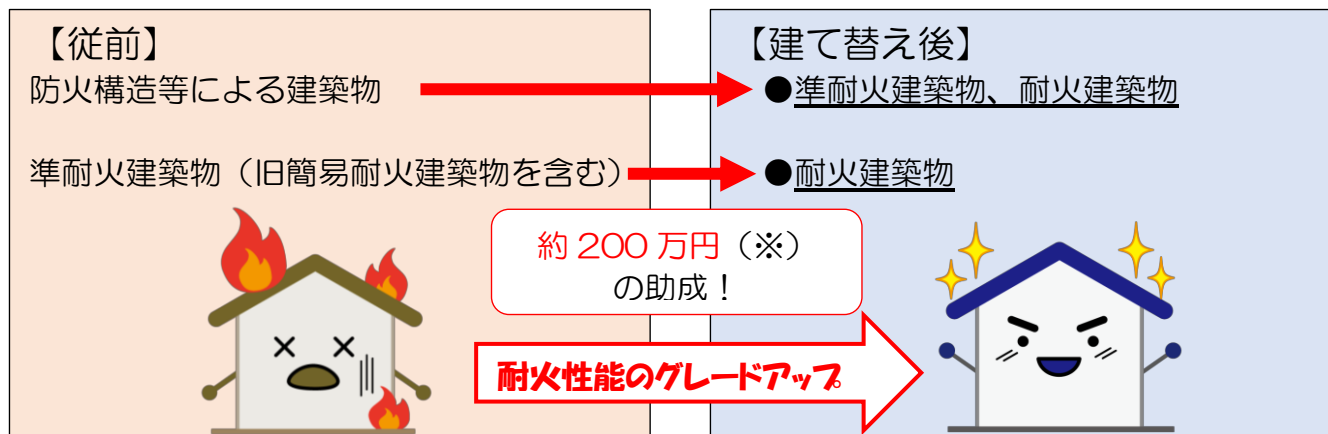 【従前】
防火構造等による建築物
準耐火建築物（旧簡易耐火建築物を含む）
【建て替え後】
●準耐火建築物、耐火建築物
●耐火建築物
約200万円（※）
の助成！
耐火性能のグレードアップ